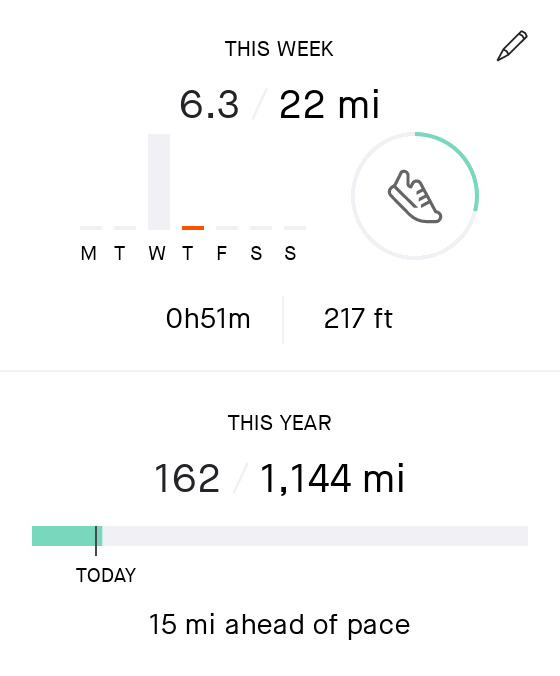 THIS WEEK
6.3 / 22 mi
M T W T F S S
0h51m 217 ft
THIS YEAR
162 / 1,144 mi
TODAY
15 mi ahead of pace